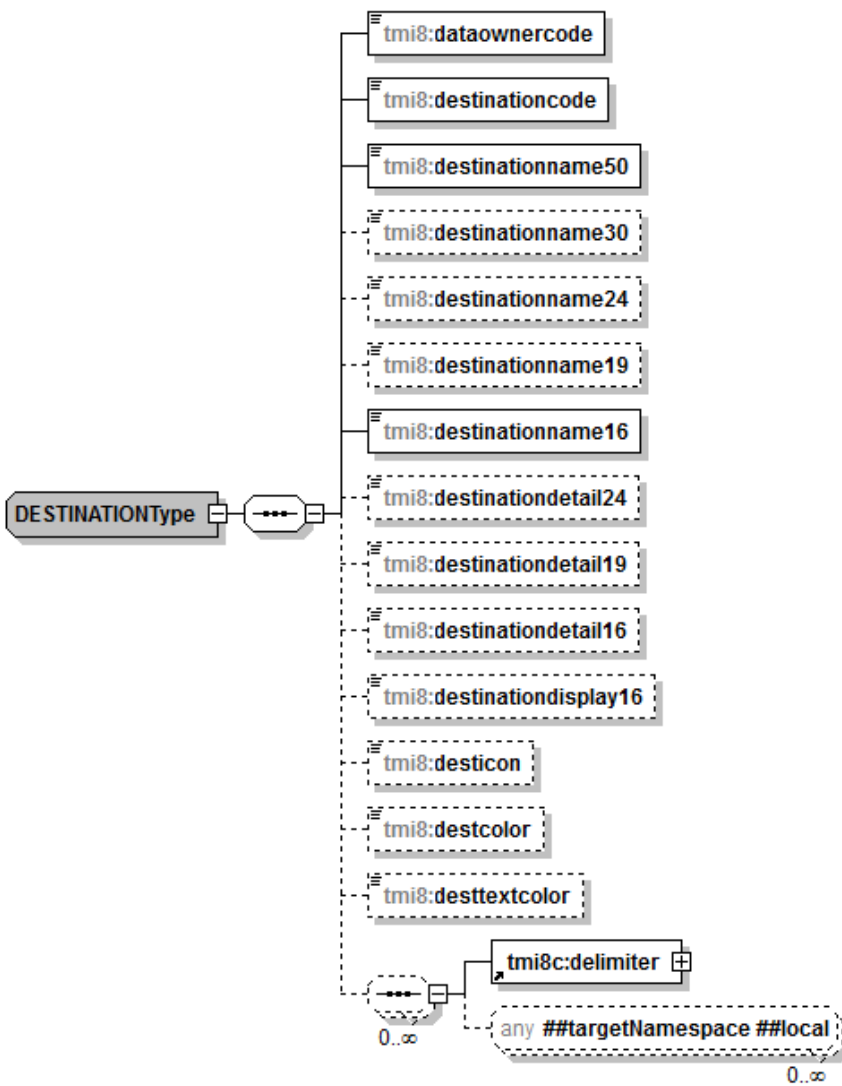 tmi8:dataownercode
tmi8:destinationcode
tmi8:destinationname50
tmi8:destinationname30
tmi8:destinationname24
tmi8:destinationname19
tmi8:destinationname16
DESTINATIONType
tmi8:destinationdetail24
tmi8:destinationdetail19
tmi8:destinationdetail16
tmi8:destinationdisplay16
tmi8:desticon
tmi8:destcolor
tmi8:desttextcolor
tmi8c:delimiter
0..∞
any ##targetNamespace ##local
0..∞